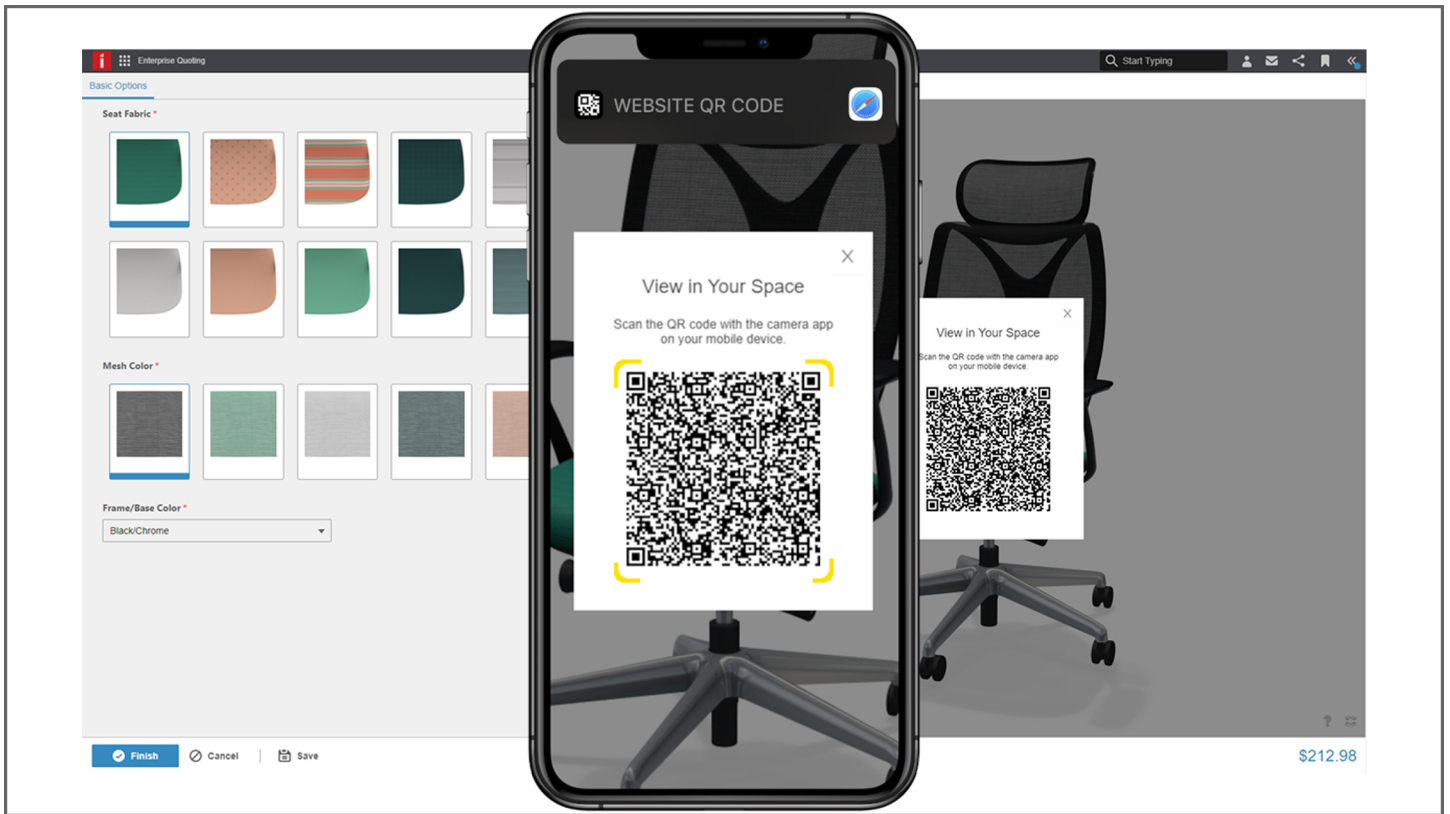 i
Enterprise Quoting
Start Typing
Basic Options
Seat Fabric *
Mesh Color *
Frame/Base Color *
Black/Chrome
Finish
Cancel
Save
WEBSITE QR CODE
X
View in Your Space
Scan the QR code with the camera app
on your mobile device.
X
View in Your Space
Scan the QR code with the camera app
on your mobile device.
?
$212.98